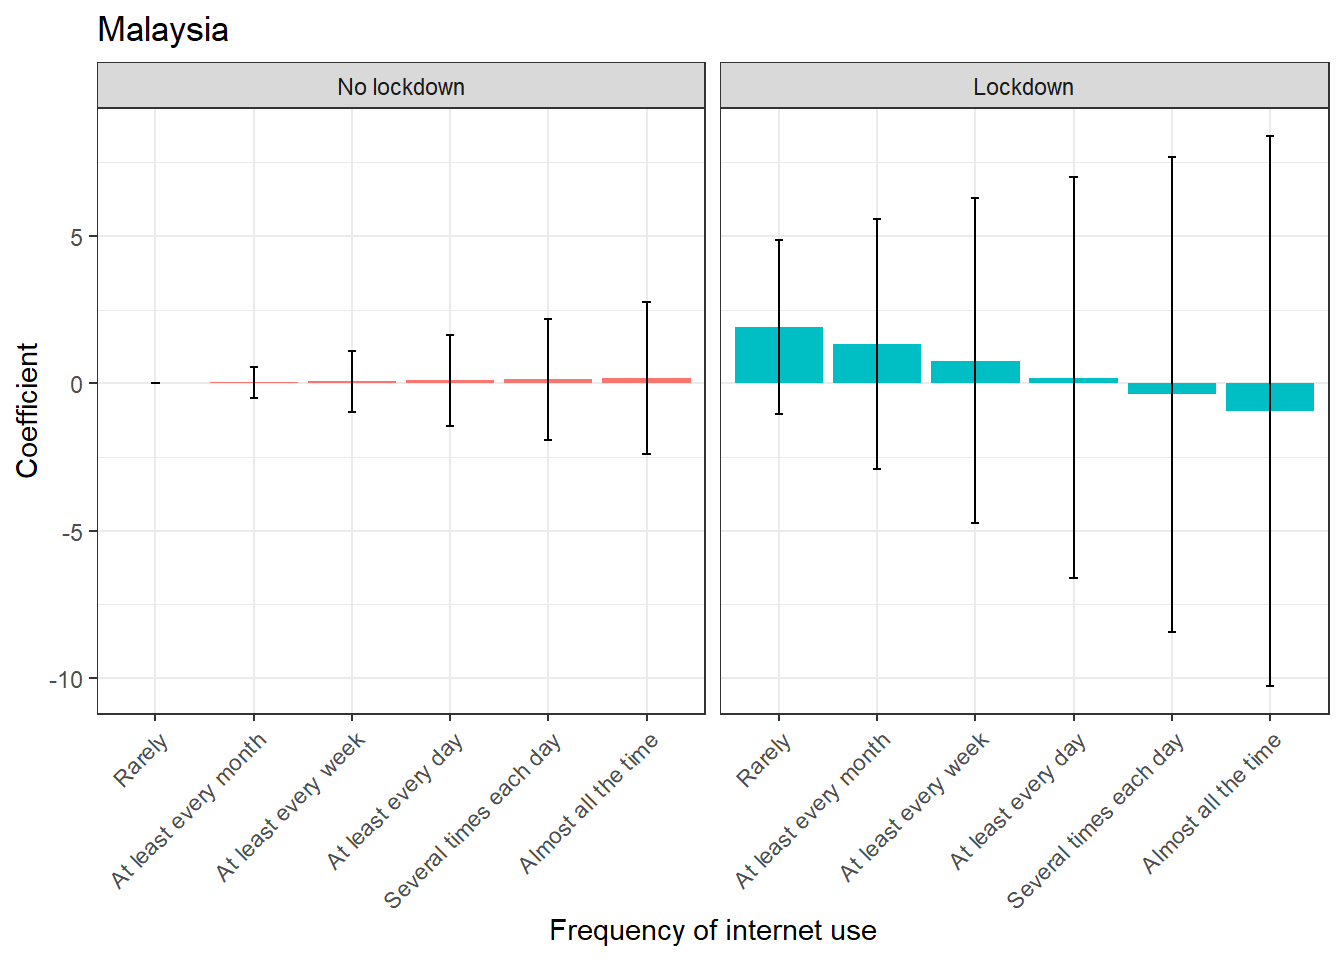 Malaysia
No lockdown
Lockdown
Coefficient
5
0
-5
-10
Rarely
At least every month
At least every week
At least every day
Several times each day
Almost all the time
Rarely
At least every month
At least every week
At least every day
Several times each day
Almost all the time
Frequency of internet use